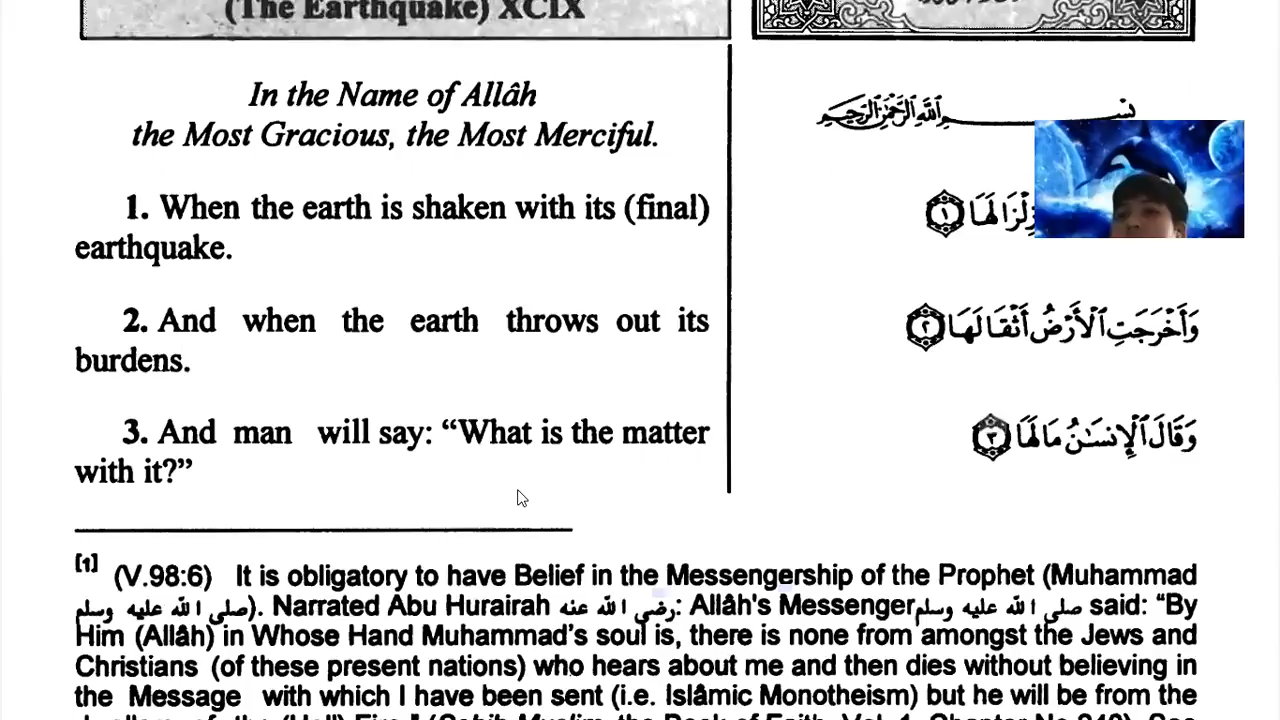 (The Earthquake) XCIX
In the Name of Allâh
the Most Gracious, the Most Merciful.
1. When the earth is shaken with its (final)
earthquake.
2. And when the earth throws out its
burdens.
3. And man will say: “What is the matter
with it?”
بِسْمِ ٱللَّهِ ٱلرَّحْمَٰنِ ٱلرَّحِيمِ
زِلْزَالَهَا ١
وَأَخْرَجَتِ ٱلْأَرْضُ أَثْقَالَهَا ٢
وَقَالَ ٱلْإِنسَٰنُ مَالَهَا ٣
[1] (V.98:6) It is obligatory to have Belief in the Messengership of the Prophet (Muhammad
صلى الله عليه وسلم). Narrated Abu Hurairah رضي الله عنه: Allâh's Messenger صلى الله عليه وسلم said: “By
Him (Allâh) in Whose Hand Muhammad's soul is, there is none from amongst the Jews and
Christians (of these present nations) who hears about me and then dies without believing in
the Message with which I have been sent (i.e. Islâmic Monotheism) but he will be from the